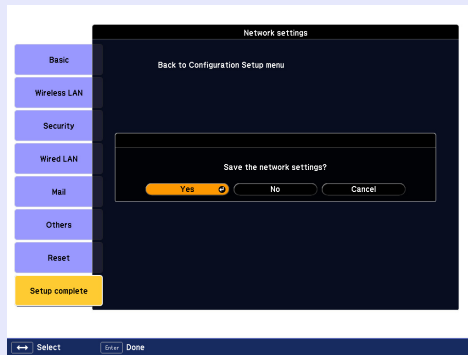 Network settings
Basic
Back to Configuration Setup menu
Wireless LAN
Security
Wired LAN
Save the network settings?
Yes No Cancel
Mail
Others
Reset
Setup complete
Select Enter Done